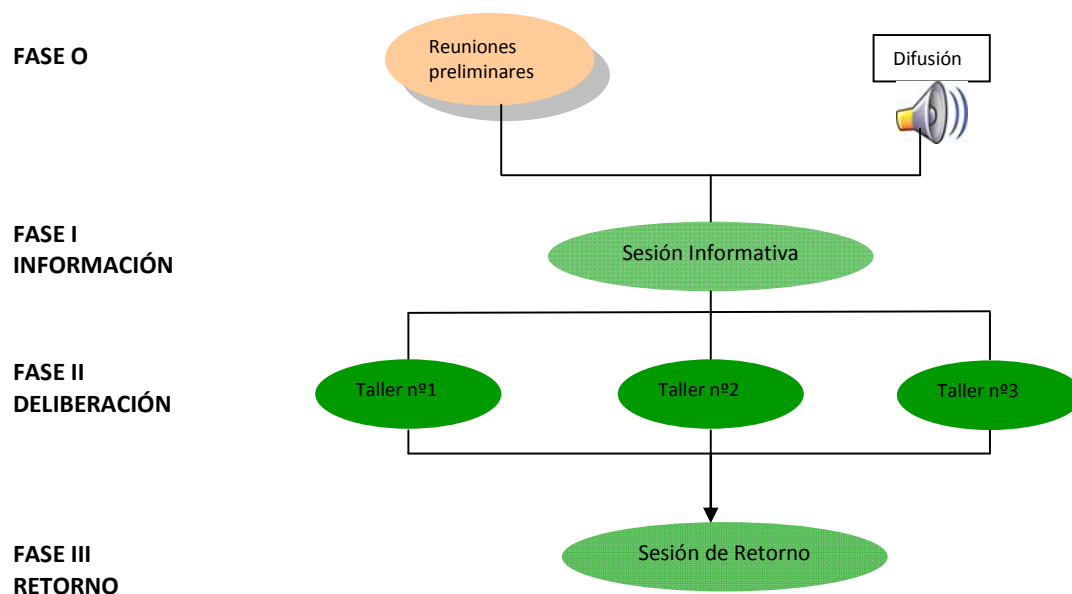 FASE O
Reuniones
preliminares
Difusión
FASE I
INFORMACIÓN
Sesión Informativa
FASE II
DELIBERACIÓN
Taller nº1
Taller nº2
Taller nº3
FASE III
RETORNO
Sesión de Retorno